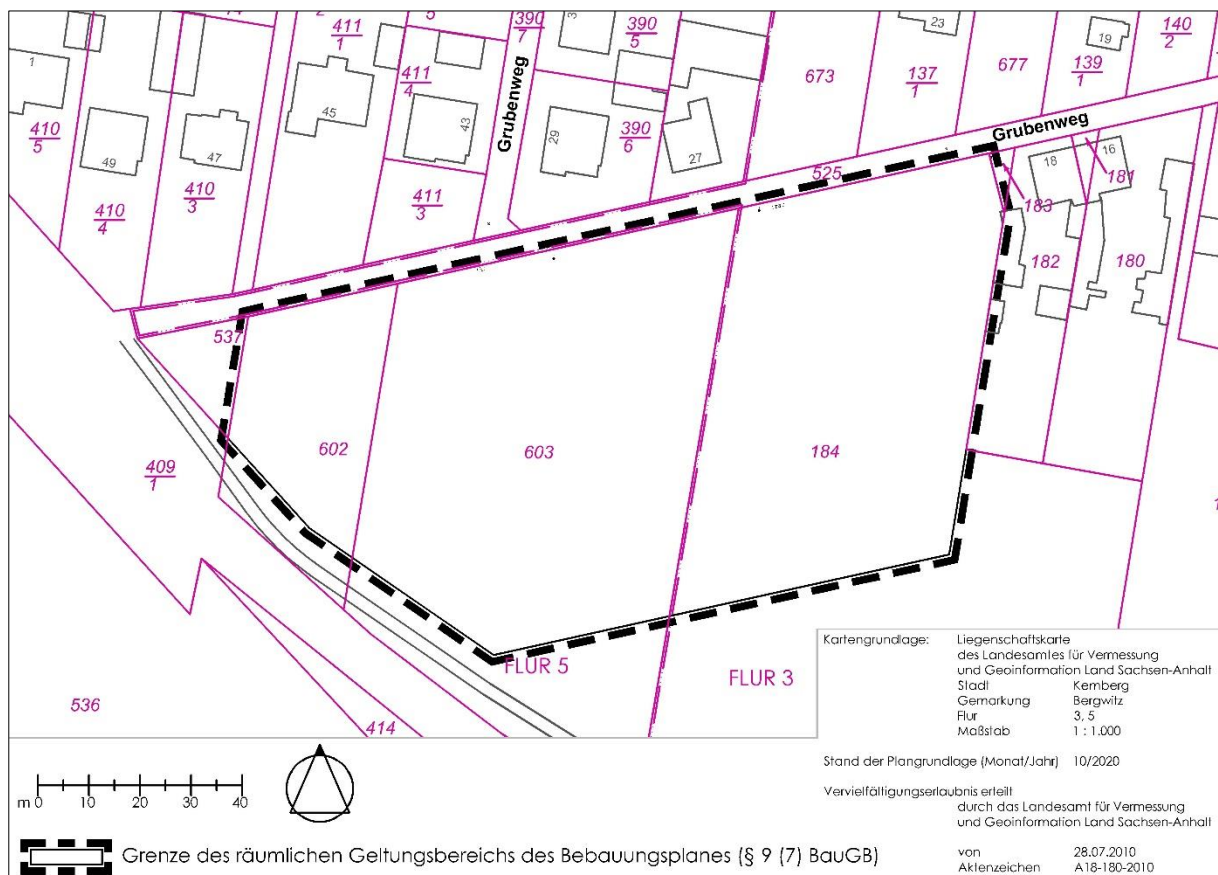 411
1
411
4
390
7
390
5
673
23
137
1
677
19
139
1
140
2
1
410
5
49
47
45
43
Grubenweg
29
390
6
27
Grubenweg
18
16
181
410
4
410
3
411
3
525
183
182
180
537
602
603
184
409
1
FLUR 5
FLUR 3
536
414
Kartengrundlage: Liegenschaftskarte
des Landesamtes für Vermessung
und Geoinformation Land Sachsen-Anhalt
Stadt Kemberg
Gemarkung Bergwitz
Flur 3, 5
Maßstab 1 : 1.000
Stand der Plangrundlage (Monat/Jahr) 10/2020
Vervielfältigungserlaubnis erteilt
durch das Landesamt für Vermessung
und Geoinformation Land Sachsen-Anhalt
von 28.07.2010
Aktenzeichen A18-180-2010
m 0 10 20 30 40
Grenze des räumlichen Geltungsbereichs des Bebauungsplanes (§ 9 (7) BauGB)